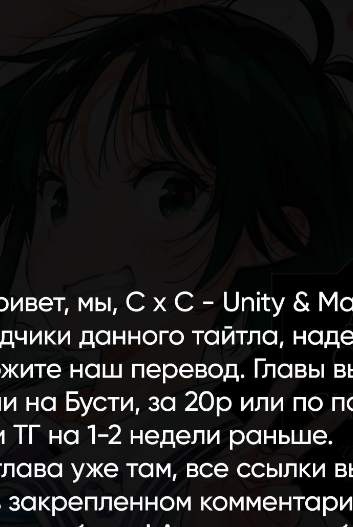 ривет, мы, C x C - Unity & Ma
дчики данного тайтла, наде
жите наш перевод. Главы вы
и на Бусти, за 20р или по по
и ТГ на 1-2 недели раньше.
глава уже там, все ссылки вы
закрепленном комментари